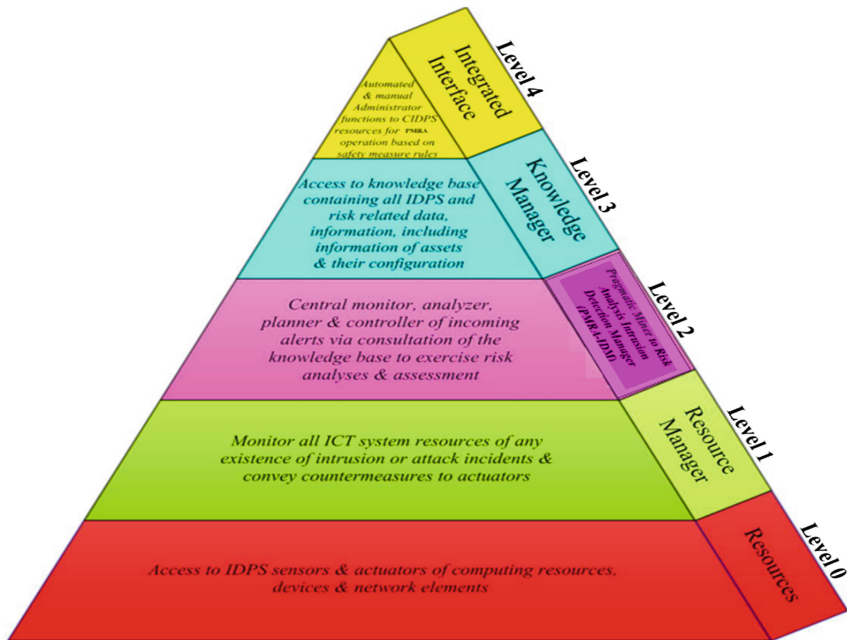 Automated
& manual
Administrator
functions to CIDPS
resources for PMRA
operation based on
safety measure rules
Integrated
Interface
Level 4
Access to knowledge base
containing all IDPS and
risk related data,
information, including
information of assets
& their configuration
Knowledge
Manager
Level 3
Central monitor, analyzer,
planner & controller of incoming
alerts via consultation of the
knowledge base to exercise risk
analyses & assessment
Pragmatic Miner to Risk
Analysis Intrusion
Detection Manager
(PMRA-IDM)
Level 2
Monitor all ICT system resources of any
existence of intrusion or attack incidents &
convey countermeasures to actuators
Resource
Manager
Level 1
Access to IDPS sensors & actuators of computing resources,
devices & network elements
Resources
Level 0